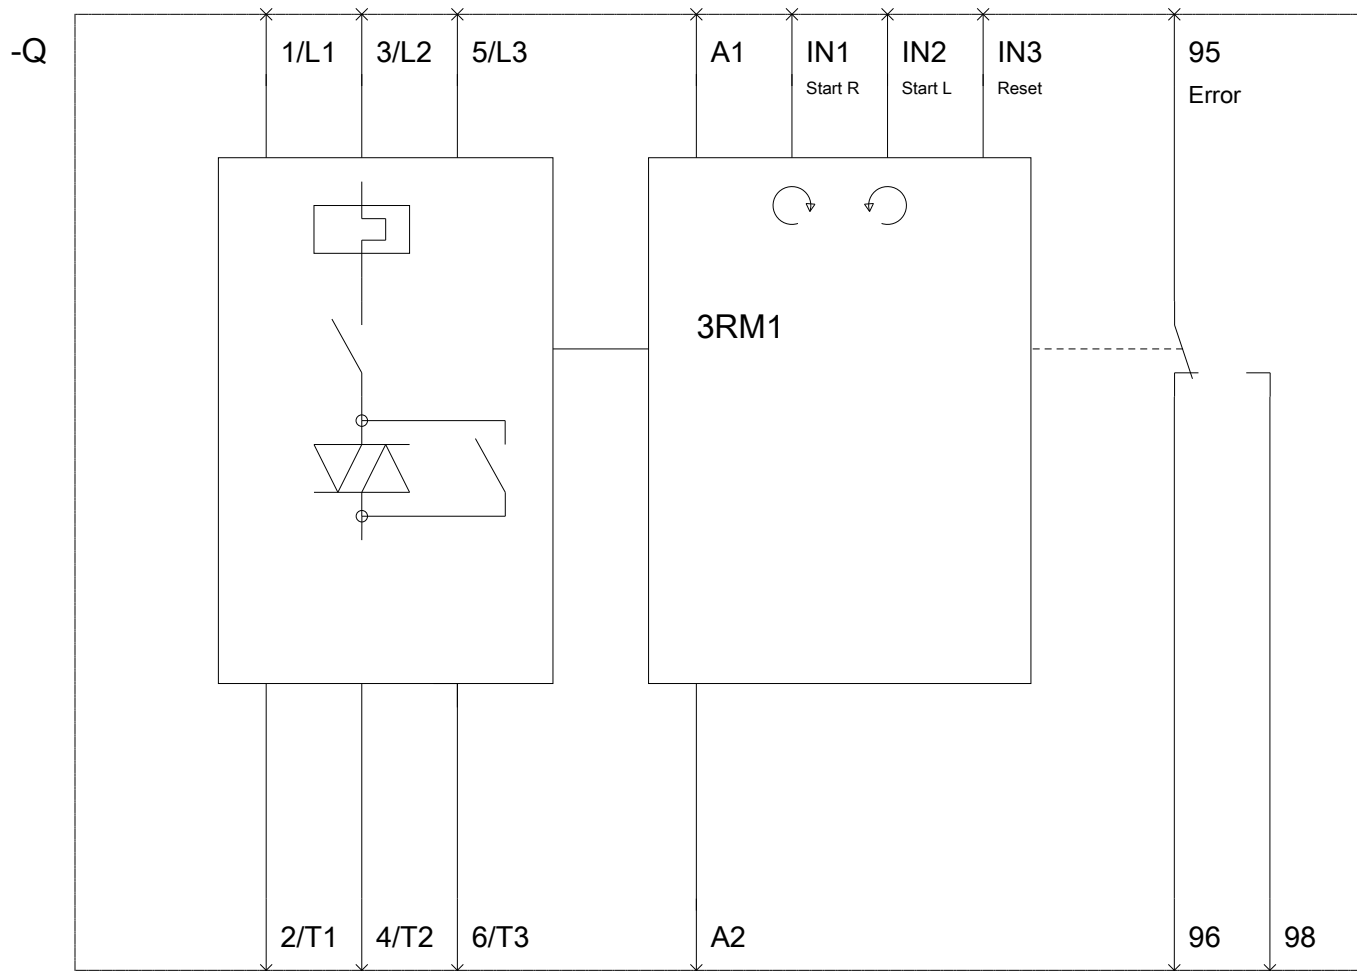 -Q
1/L1
3/L2
5/L3
A1
IN1
Start R
IN2
Start L
IN3
Reset
95
Error
3RM1
2/T1
4/T2
6/T3
A2
96
98